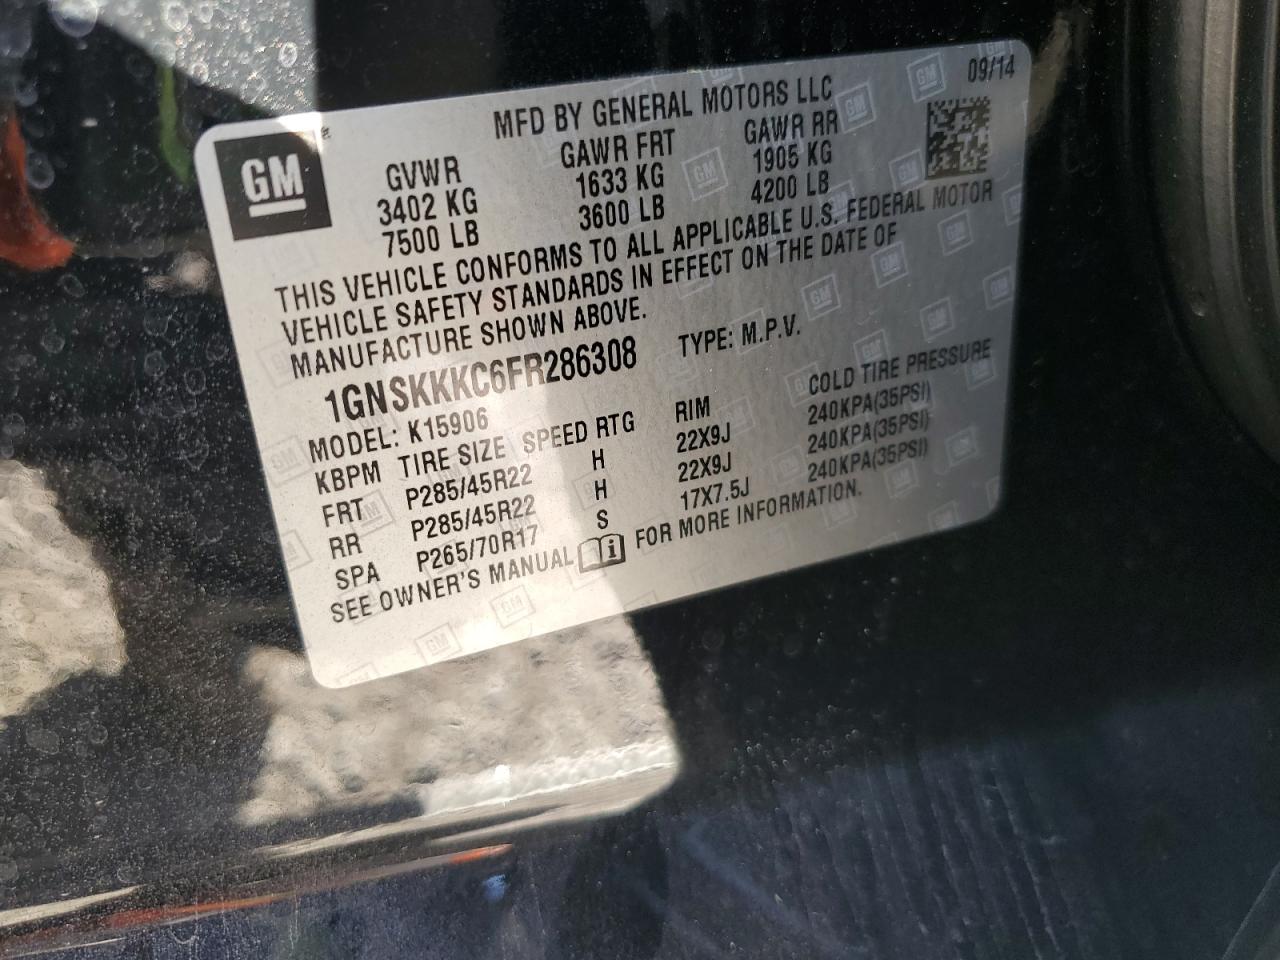 09/14
MFD BY GENERAL MOTORS LLC
GM
GVWR GAWR FRT GAWR RR
3402 KG 1633 KG 1905 KG
7500 LB 3600 LB 4200 LB
THIS VEHICLE CONFORMS TO ALL APPLICABLE U.S. FEDERAL MOTOR
VEHICLE SAFETY STANDARDS IN EFFECT ON THE DATE OF
MANUFACTURE SHOWN ABOVE.
1GNSKKKC6FR286308 TYPE: M.P.V.
MODEL: K15906
KBPM TIRE SIZE SPEED RTG RIM COLD TIRE PRESSURE
FRT P285/45R22 H 22X9J 240KPA(35PSI)
RR P285/45R22 H 22X9J 240KPA(35PSI)
SPA P265/70R17 S 17X7.5J 240KPA(35PSI)
SEE OWNER'S MANUAL i FOR MORE INFORMATION.